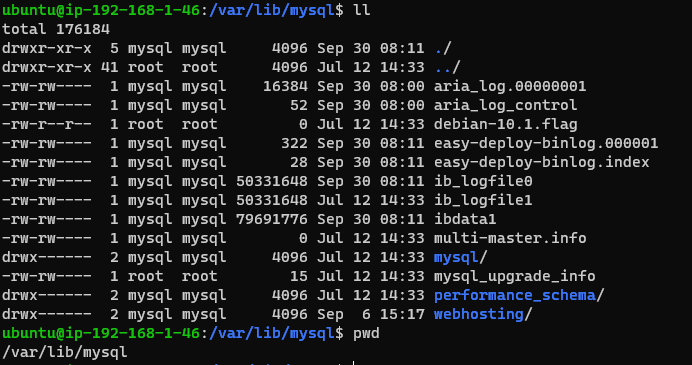 ubuntu@ip-192-168-1-46:/var/lib/mysql$ ll
total 176184
drwxr-xr-x  5 mysql mysql     4096 Sep 30 08:11 ./
drwxr-xr-x 41 root  root      4096 Jul 12 14:33 ../
-rw-rw----  1 mysql mysql    16384 Sep 30 08:00 aria_log.00000001
-rw-rw----  1 mysql mysql       52 Sep 30 08:00 aria_log_control
-rw-r--r--  1 root  root         0 Jul 12 14:33 debian-10.1.flag
-rw-rw----  1 mysql mysql      322 Sep 30 08:11 easy-deploy-binlog.000001
-rw-rw----  1 mysql mysql       28 Sep 30 08:11 easy-deploy-binlog.index
-rw-rw----  1 mysql mysql 50331648 Sep 30 08:11 ib_logfile0
-rw-rw----  1 mysql mysql 50331648 Jul 12 14:33 ib_logfile1
-rw-rw----  1 mysql mysql 79691776 Sep 30 08:11 ibdata1
-rw-rw----  1 mysql mysql        0 Jul 12 14:33 multi-master.info
drwx------  2 mysql mysql     4096 Jul 12 14:33 mysql/
-rw-rw----  1 root  root        15 Jul 12 14:33 mysql_upgrade_info
drwx------  2 mysql mysql     4096 Jul 12 14:33 performance_schema/
drwx------  2 mysql mysql     4096 Sep  6 15:17 webhosting/
ubuntu@ip-192-168-1-46:/var/lib/mysql$ pwd
/var/lib/mysql